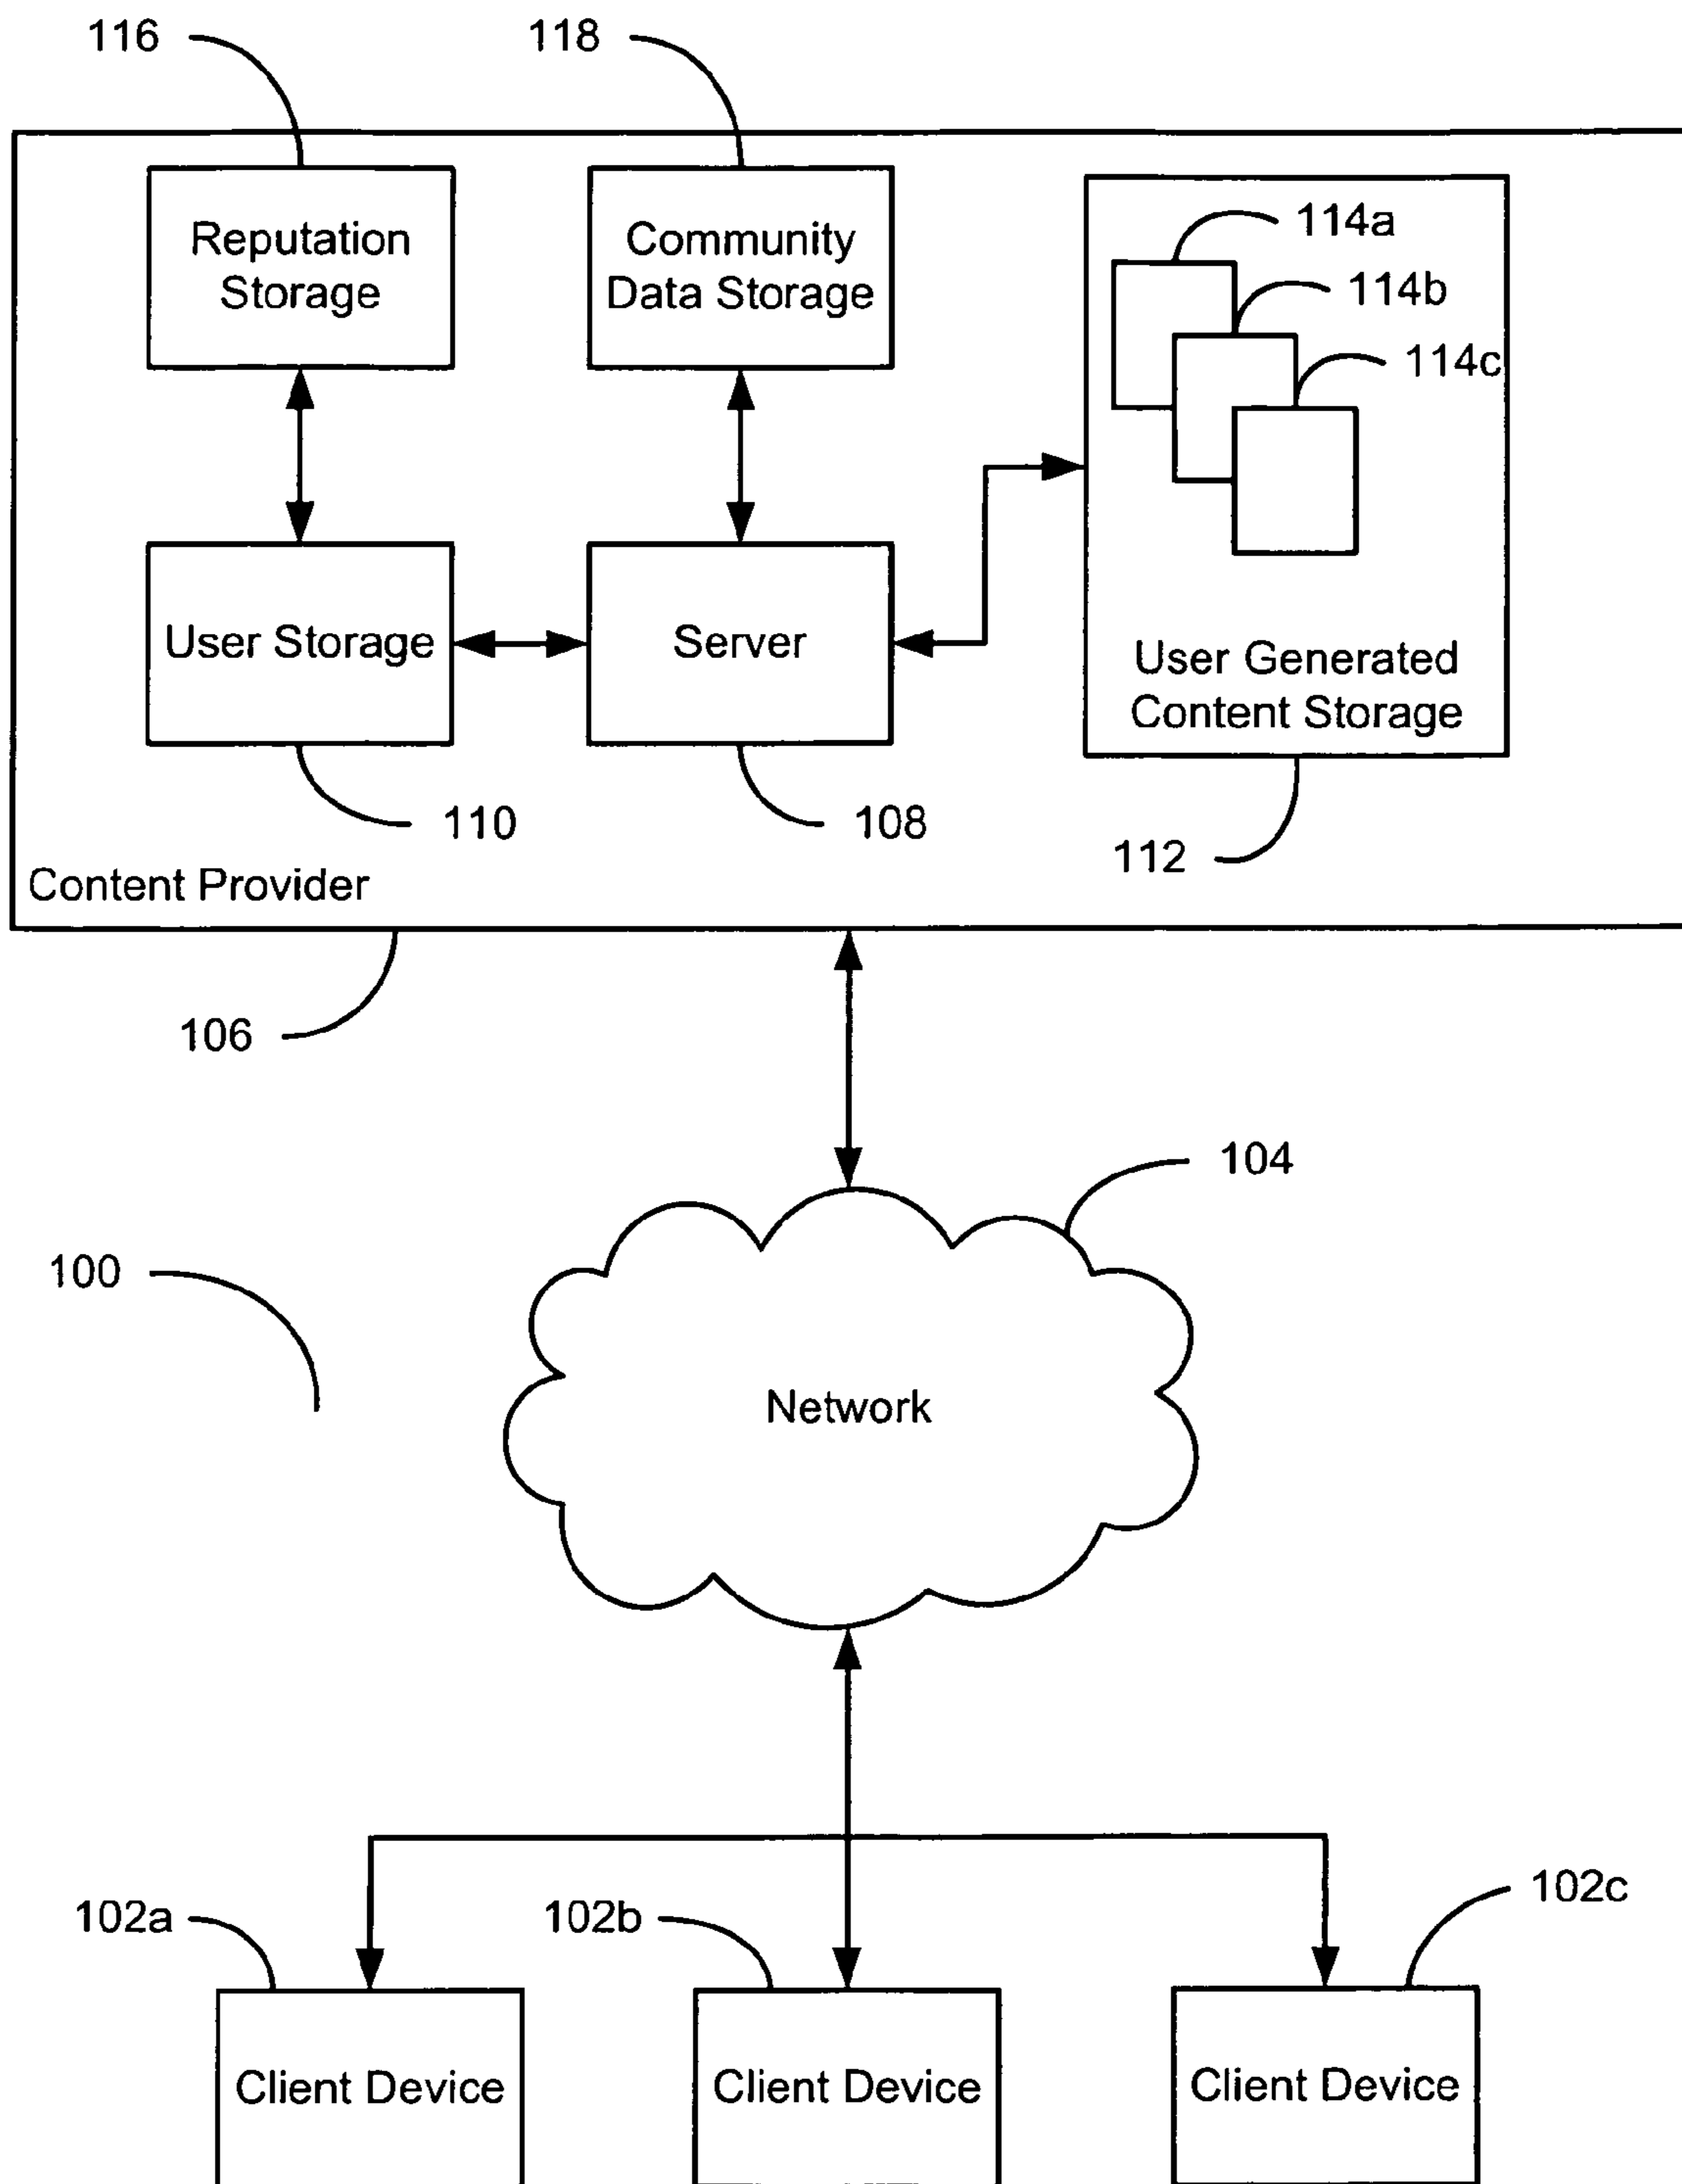 116
118
Reputation
Storage
Community
Data Storage
114a
114b
114c
User Storage
Server
User Generated
Content Storage
110
108
112
Content Provider
106
104
100
Network
102a
102b
102c
Client Device
Client Device
Client Device